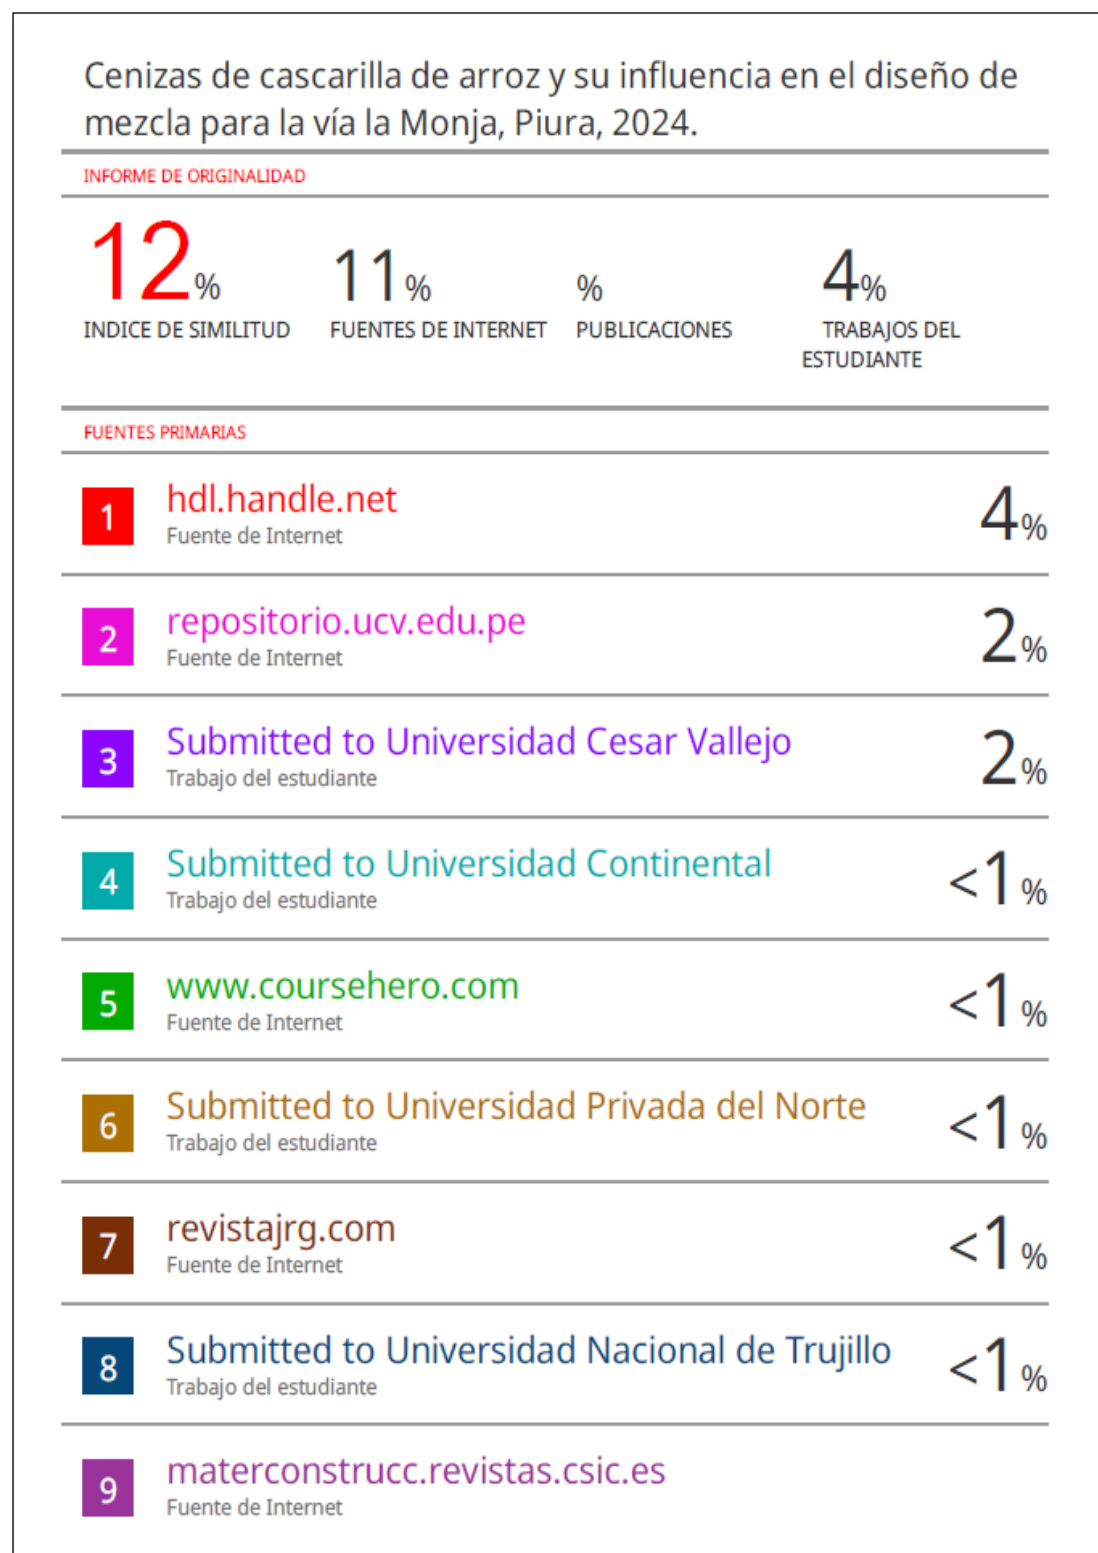 Cenizas de cascarilla de arroz y su influencia en el diseño de
mezcla para la vía la Monja, Piura, 2024.
INFORME DE ORIGINALIDAD
12% 11% % 4%
INDICE DE SIMILITUD FUENTES DE INTERNET PUBLICACIONES TRABAJOS DEL
ESTUDIANTE
FUENTES PRIMARIAS
1 hdl.handle.net 4%
Fuente de Internet
2 repositorio.ucv.edu.pe 2%
Fuente de Internet
3 Submitted to Universidad Cesar Vallejo 2%
Trabajo del estudiante
4 Submitted to Universidad Continental <1%
Trabajo del estudiante
5 www.coursehero.com <1%
Fuente de Internet
6 Submitted to Universidad Privada del Norte <1%
Trabajo del estudiante
7 revistajrg.com <1%
Fuente de Internet
8 Submitted to Universidad Nacional de Trujillo <1%
Trabajo del estudiante
9 materconstrucc.revistas.csic.es
Fuente de Internet